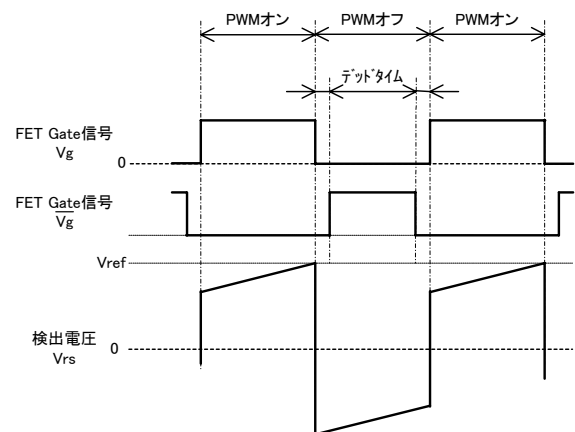 PWMオン PWMオフ PWMオン
デッドタイム
FET Gate信号
Vg
0
FET Gate信号
Vg
Vref
検出電圧
Vrs
0